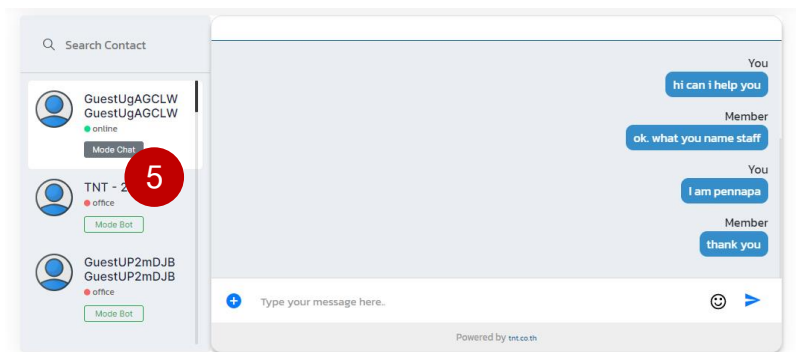 Search Contact
GuestUgAGCLW
GuestUgAGCLW
online
Mode Chat
5
TNT - 2
office
Mode Bot
GuestUP2mDJB
GuestUP2mDJB
office
Mode Bot
You
hi can i help you
Member
ok. what you name staff
You
I am pennapa
Member
thank you
Type your message here..
Powered by tnt.co.th